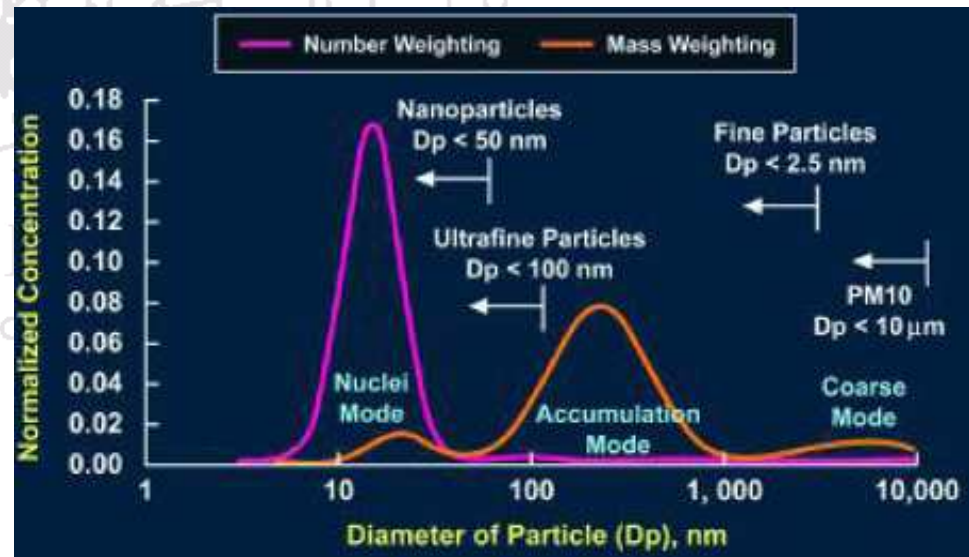 Number Weighting
Mass Weighting
Normalized Concentration
0.18
0.16
0.14
0.12
0.10
0.08
0.06
0.04
0.02
0.00
Nanoparticles
Dp < 50 nm
Fine Particles
Dp < 2.5 nm
Ultrafine Particles
Dp < 100 nm
PM10
Dp < 10 μm
Nuclei
Mode
Accumulation
Mode
Coarse
Mode
1
10
100
1, 000
10,000
Diameter of Particle (Dp), nm